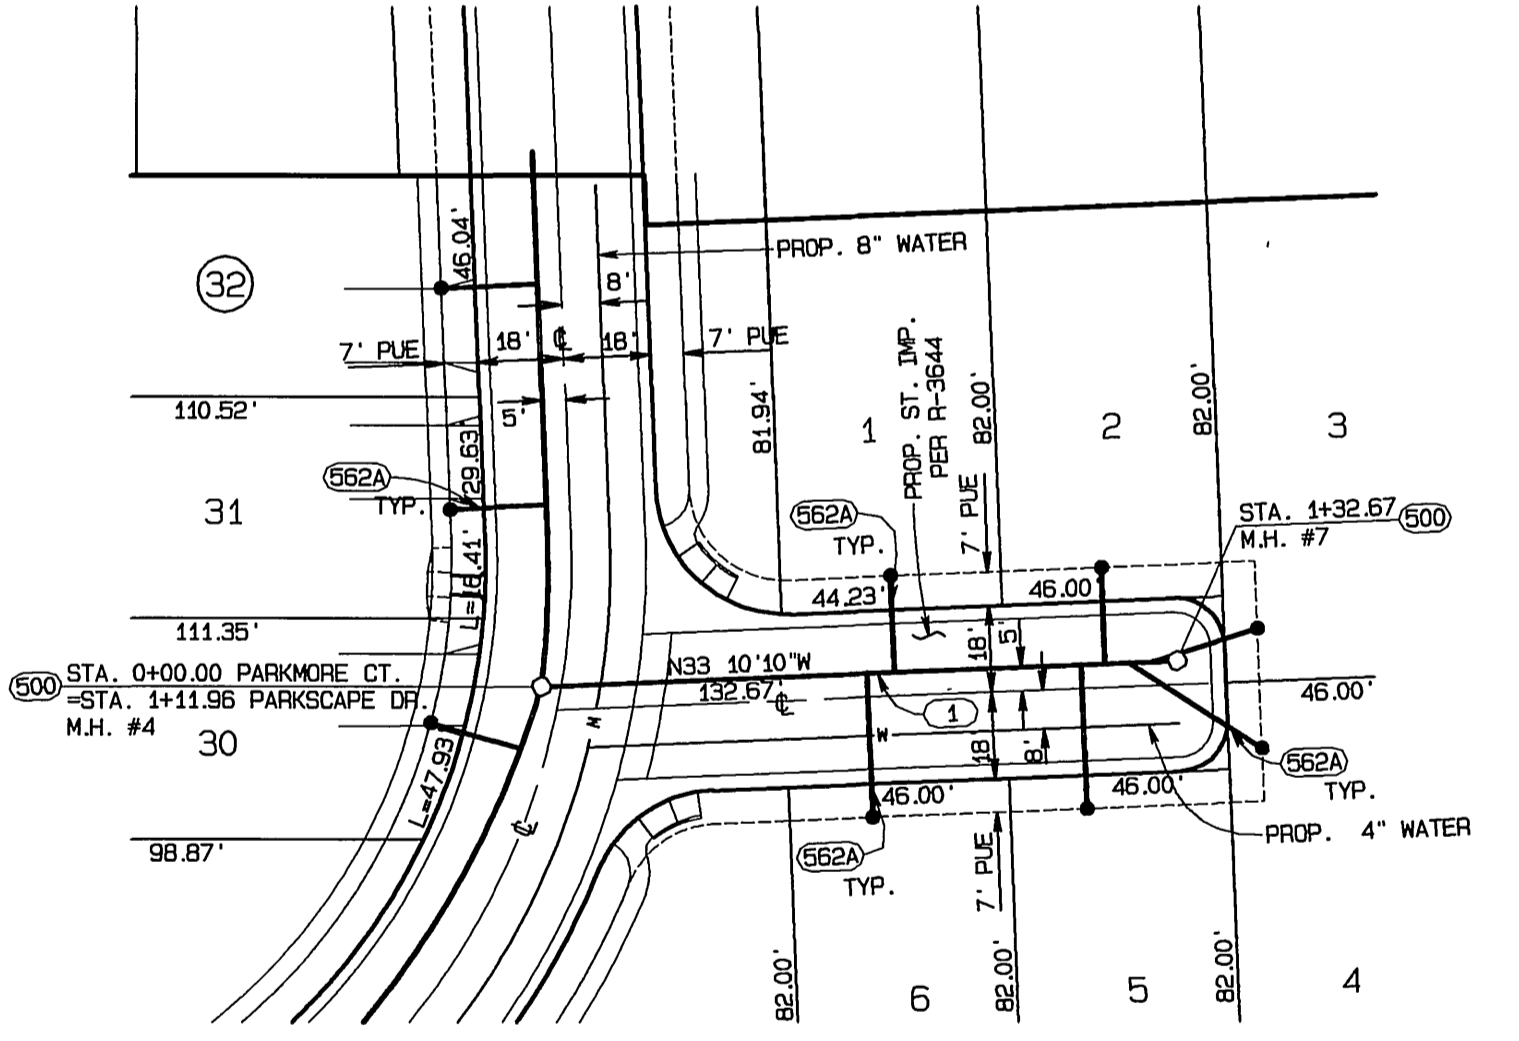 46.04'
PROP. 8" WATER
32
8'
7' PUE
18'
℄
18'
7' PUE
110.52'
5'
81.94'
1
PROP. ST. IMP.
PER R-3644
82.00'
2
82.00'
3
29.63'
562A
TYP.
31
562A
TYP.
7' PUE
STA. 1+32.67
500
M.H. #7
44.23'
46.00'
111.35'
18'
5'
N33 10'10"W
500
STA. 0+00.00 PARKMORE CT.
=STA. 1+11.96 PARKSCAPE DR.
M.H. #4
132.67'
℄
46.00'
1
30
W
W
18
8'
L=47.93
562A
TYP.
46.00'
46.00'
℄
98.87'
562A
TYP.
PROP. 4" WATER
7' PUE
82.00'
6
82.00'
5
82.00'
4